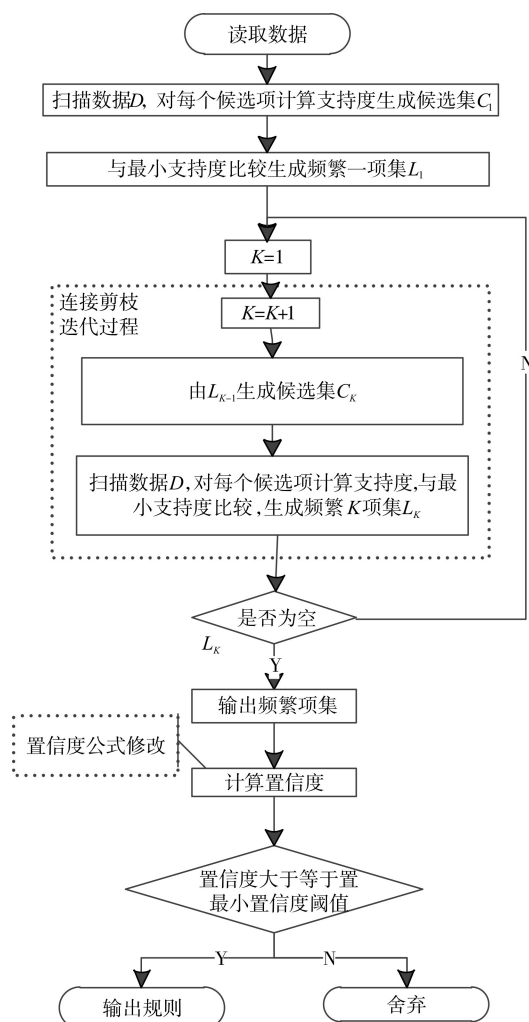 读取数据
扫描数据D, 对每个候选项计算支持度生成候选集C₁
与最小支持度比较生成频繁一项集L₁
K=1
连接剪枝
迭代过程
K=K+1
N
由L_{K-1}生成候选集C_K
扫描数据D,对每个候选项计算支持度,与最
小支持度比较,生成频繁K项集L_K
是否为空
L_K
Y
输出频繁项集
置信度公式修改
计算置信度
置信度大于等于置
最小置信度阈值
Y
N
输出规则
舍弃